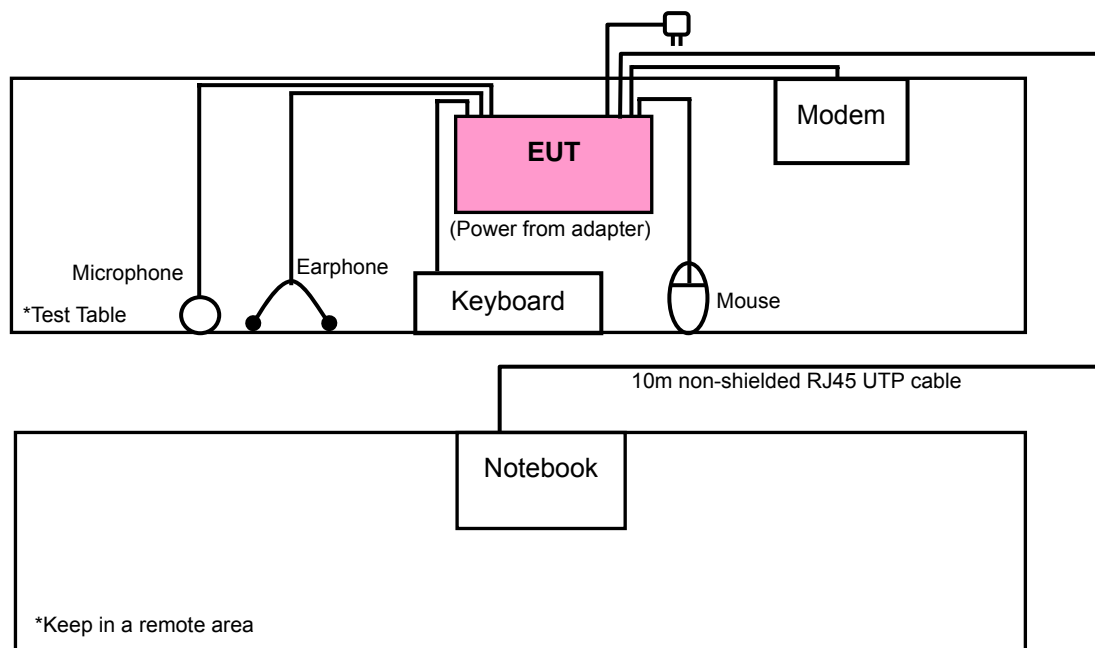 Modem
EUT
(Power from adapter)
Microphone
Earphone
Keyboard
Mouse
*Test Table
10m non-shielded RJ45 UTP cable
Notebook
*Keep in a remote area